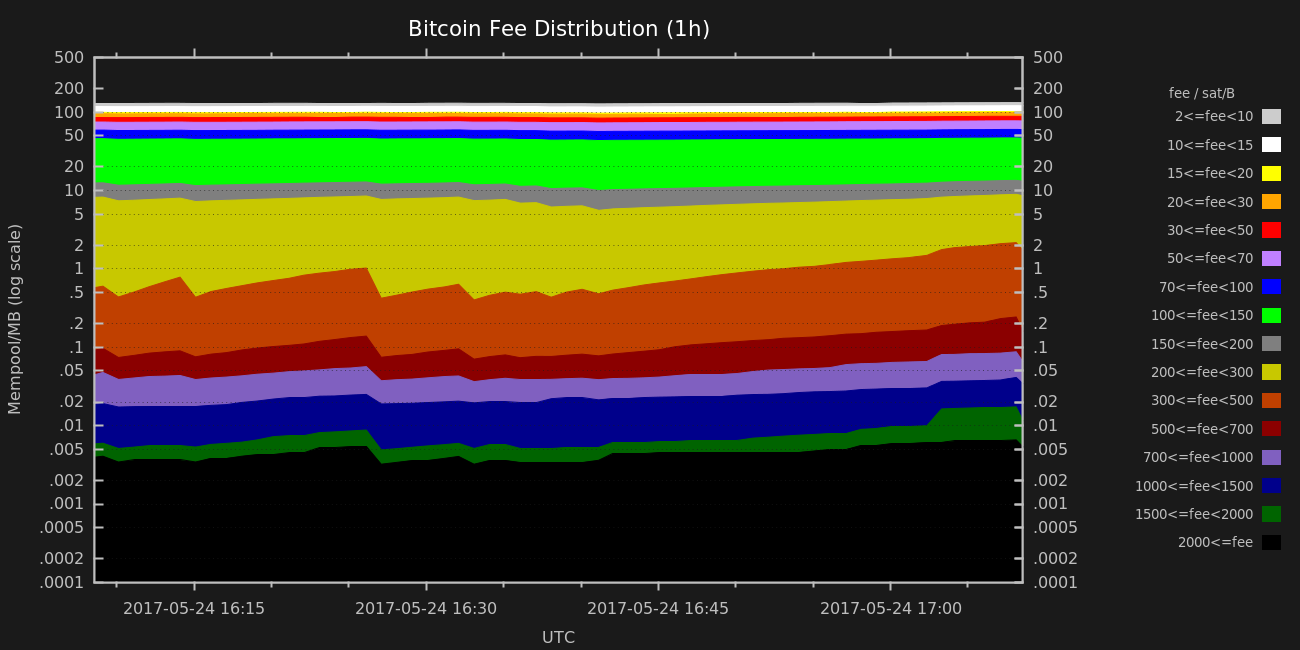 Bitcoin Fee Distribution (1h)
Mempool/MB (log scale)
500
200
100
50
20
10
5
2
1
.5
.2
.1
.05
.02
.01
.005
.002
.001
.0005
.0002
.0001
500
200
100
50
20
10
5
2
1
.5
.2
.1
.05
.02
.01
.005
.002
.001
.0005
.0002
.0001
2017-05-24 16:15
2017-05-24 16:30
2017-05-24 16:45
2017-05-24 17:00
UTC
fee / sat/B
2<=fee<10
10<=fee<15
15<=fee<20
20<=fee<30
30<=fee<50
50<=fee<70
70<=fee<100
100<=fee<150
150<=fee<200
200<=fee<300
300<=fee<500
500<=fee<700
700<=fee<1000
1000<=fee<1500
1500<=fee<2000
2000<=fee